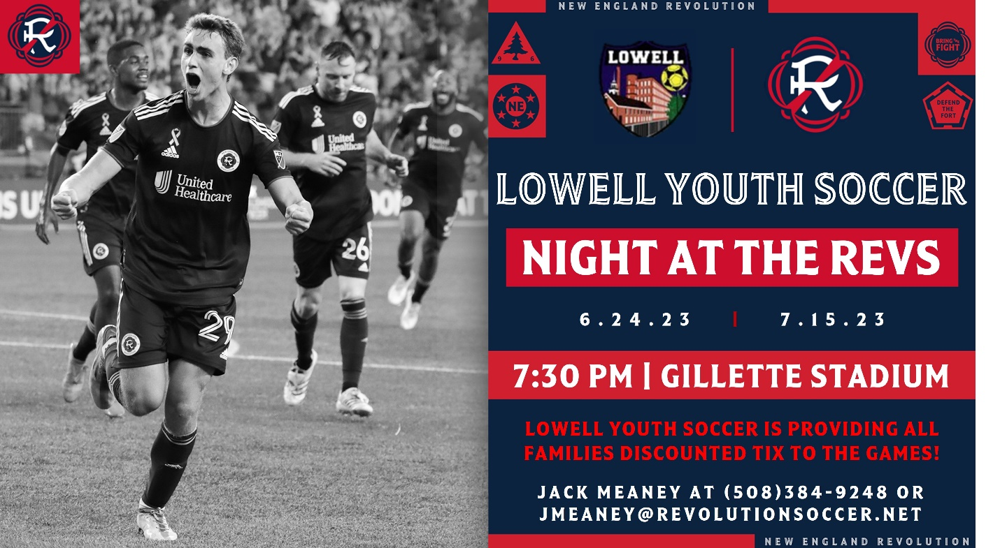 NEW ENGLAND REVOLUTION
LOWELL
9 6
NE
BRING THE
FIGHT
DEFEND
THE
FORT
LOWELL YOUTH SOCCER
NIGHT AT THE REVS
6.24.23 | 7.15.23
7:30 PM | GILLETTE STADIUM
LOWELL YOUTH SOCCER IS PROVIDING ALL
FAMILIES DISCOUNTED TIX TO THE GAMES!
JACK MEANEY AT (508)384-9248 OR
JMEANEY@REVOLUTIONSOCCER.NET
NEW ENGLAND REVOLUTION
adidas
United
Healthcare
29
United
Healthcare
26
United
Healthcare